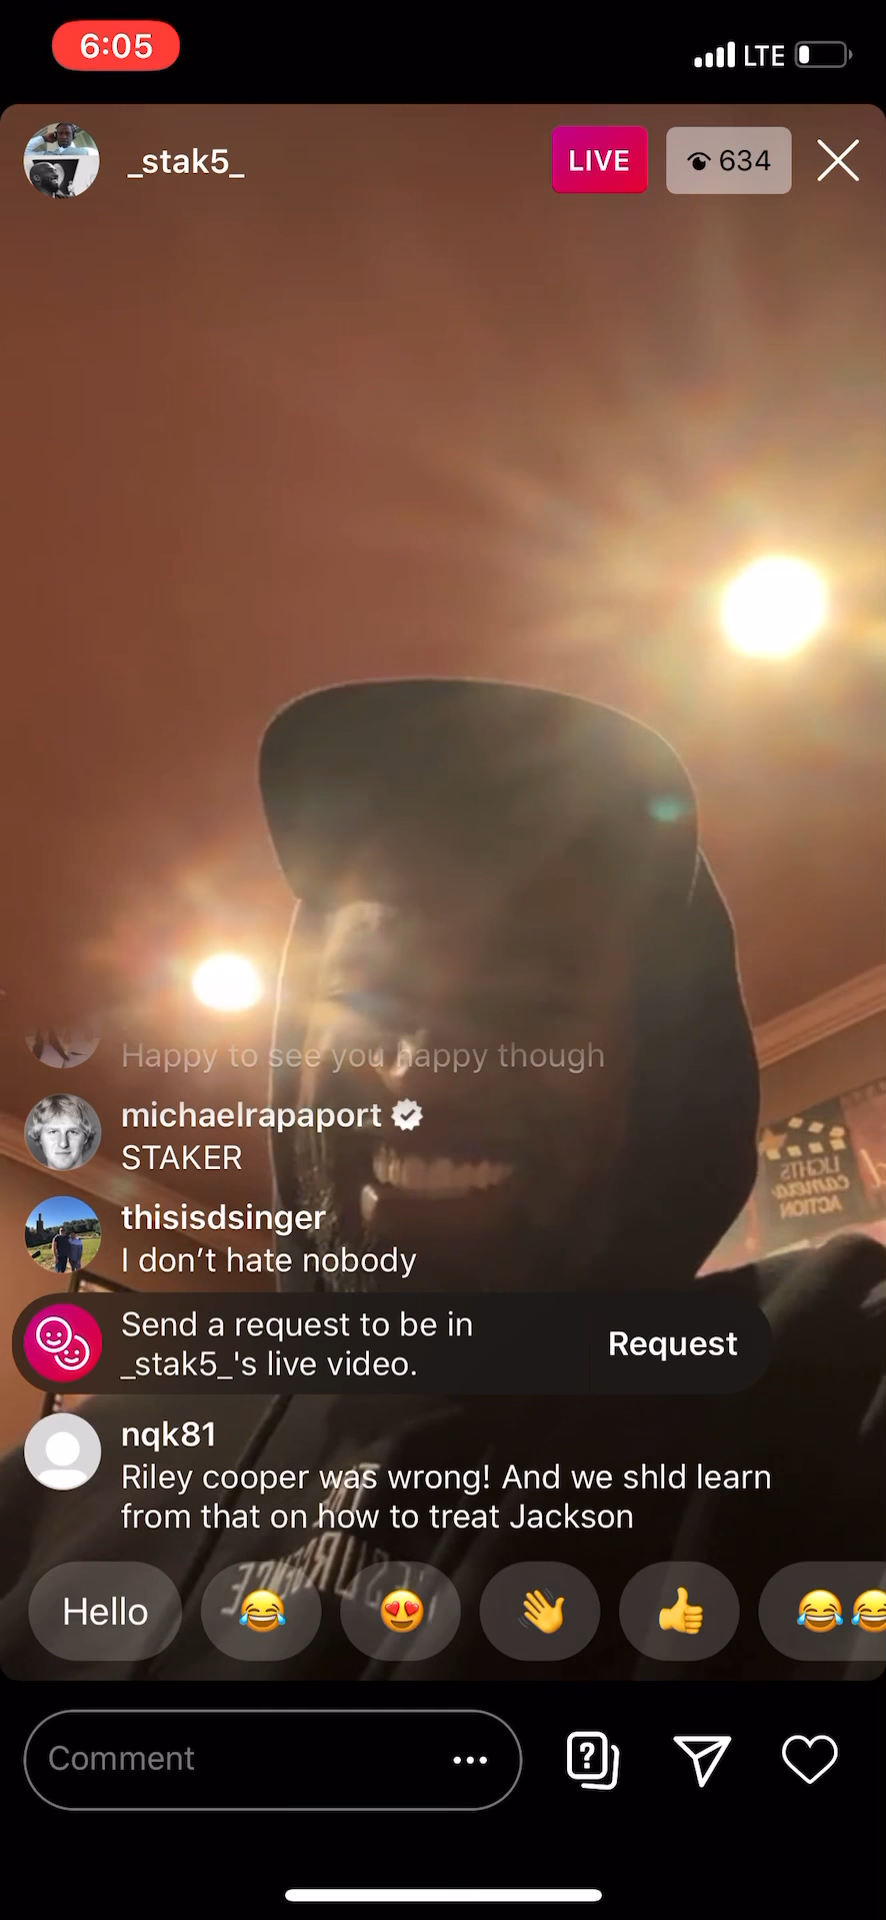 6:05
LTE
_stak5_
LIVE
634
Happy to see you happy though
michaelrapaport
STAKER
thisisdsinger
I don’t hate nobody
LIGHTS
camera
ACTION
Send a request to be in
_stak5_'s live video.
Request
nqk81
Riley cooper was wrong! And we shld learn
from that on how to treat Jackson
Hello
Comment